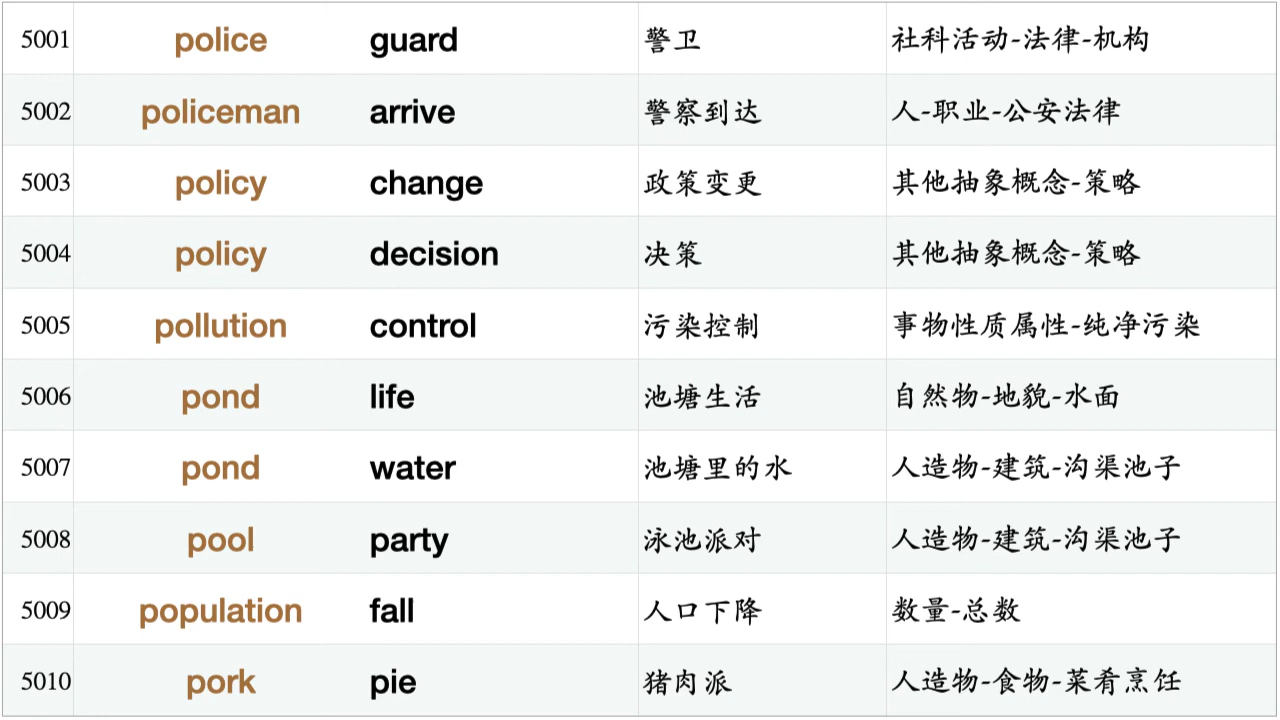 5001 police guard 警卫 社科活动-法律-机构
5002 policeman arrive 警察到达 人-职业-公安法律
5003 policy change 政策变更 其他抽象概念-策略
5004 policy decision 决策 其他抽象概念-策略
5005 pollution control 污染控制 事物性质属性-纯净污染
5006 pond life 池塘生活 自然物-地貌-水面
5007 pond water 池塘里的水 人造物-建筑-沟渠池子
5008 pool party 泳池派对 人造物-建筑-沟渠池子
5009 population fall 人口下降 数量-总数
5010 pork pie 猪肉派 人造物-食物-菜肴烹饪